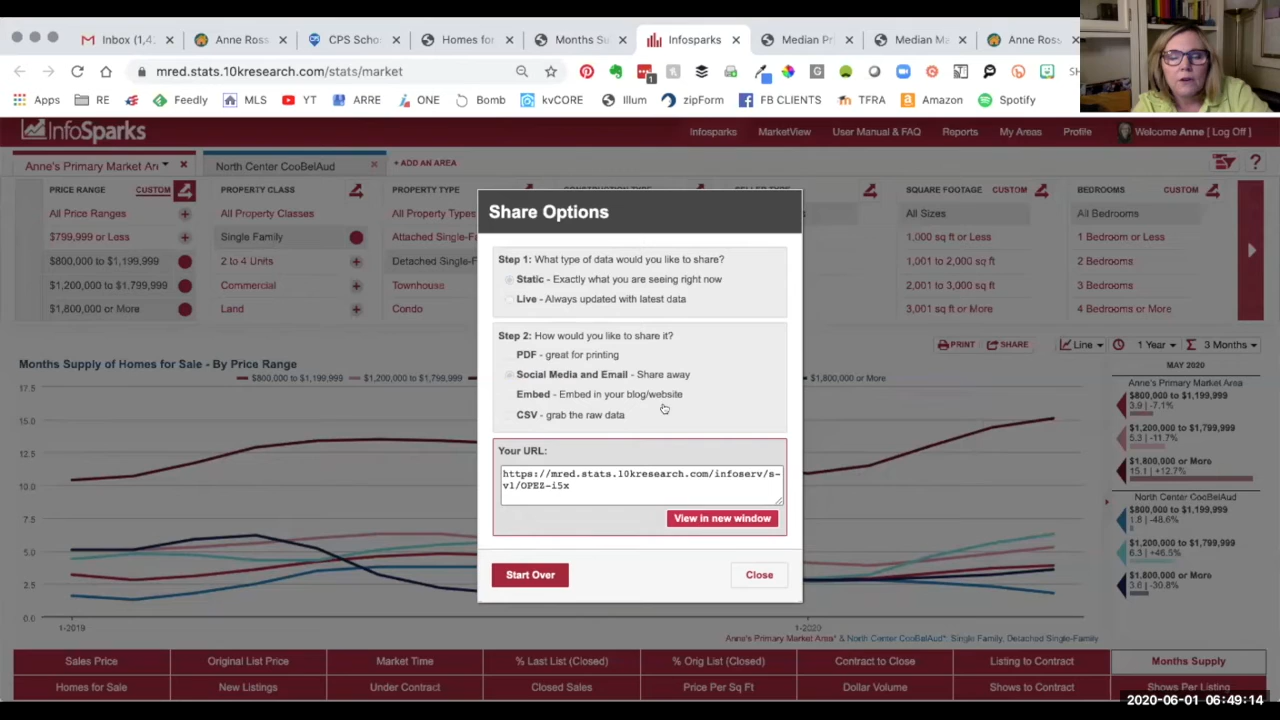 Inbox (1,4
Anne Ross
CPS Scho
Homes for
Months Su
Infosparks
Median Pr
Median Ma
Anne Ross
mred.stats.10kresearch.com/stats/market
Apps
RE
Feedly
MLS
YT
ARRE
ONE
Bomb
kvCORE
Illum
zipForm
FB CLIENTS
TFRA
Amazon
Spotify
InfoSparks
Infosparks
MarketView
User Manual & FAQ
Reports
My Areas
Profile
Welcome Anne [ Log Off ]
Anne's Primary Market Ar
North Center CooBelAud
+ ADD AN AREA
PRICE RANGE
CUSTOM
PROPERTY CLASS
PROPERTY TYPE
SQUARE FOOTAGE
CUSTOM
BEDROOMS
CUSTOM
All Price Ranges
All Property Classes
All Property Types
All Sizes
All Bedrooms
$799,999 or Less
Single Family
Attached Single-Fa
1,000 sq ft or Less
1 Bedroom or Less
$800,000 to $1,199,999
2 to 4 Units
Detached Single-F
1,001 to 2,000 sq ft
2 Bedrooms
$1,200,000 to $1,799,999
Commercial
Townhouse
2,001 to 3,000 sq ft
3 Bedrooms
$1,800,000 or More
Land
Condo
3,001 sq ft or More
4 Bedrooms or More
Share Options
Step 1: What type of data would you like to share?
Static - Exactly what you are seeing right now
Live - Always updated with latest data
Step 2: How would you like to share it?
PDF - great for printing
Social Media and Email - Share away
Embed - Embed in your blog/website
CSV - grab the raw data
Your URL:
https://mred.stats.10kresearch.com/infoserv/s-
v1/OPEZ-i5x
View in new window
Start Over
Close
PRINT
SHARE
Line
1 Year
3 Months
Months Supply of Homes for Sale - By Price Range
$800,000 to $1,199,999
$1,200,000 to $1,799,999
$1,800,000 or More
17.5
15.0
12.5
10.0
7.5
5.0
2.5
0.0
1-2019
1-2020
MAY 2020
Anne's Primary Market Area
$800,000 to $1,199,999
3.9 | -7.1%
$1,200,000 to $1,799,999
5.3 | -11.7%
$1,800,000 or More
15.1 | +12.7%
North Center CooBelAud
$800,000 to $1,199,999
1.8 | -48.6%
$1,200,000 to $1,799,999
6.3 | +46.5%
$1,800,000 or More
3.6 | -30.8%
Anne's Primary Market Area* & North Center CooBelAud*: Single Family, Detached Single-Family
Sales Price
Original List Price
Market Time
% Last List (Closed)
% Orig List (Closed)
Contract to Close
Listing to Contract
Months Supply
Homes for Sale
New Listings
Under Contract
Closed Sales
Price Per Sq Ft
Dollar Volume
Shows to Contract
Shows Per Listing
2020-06-01 06:49:14